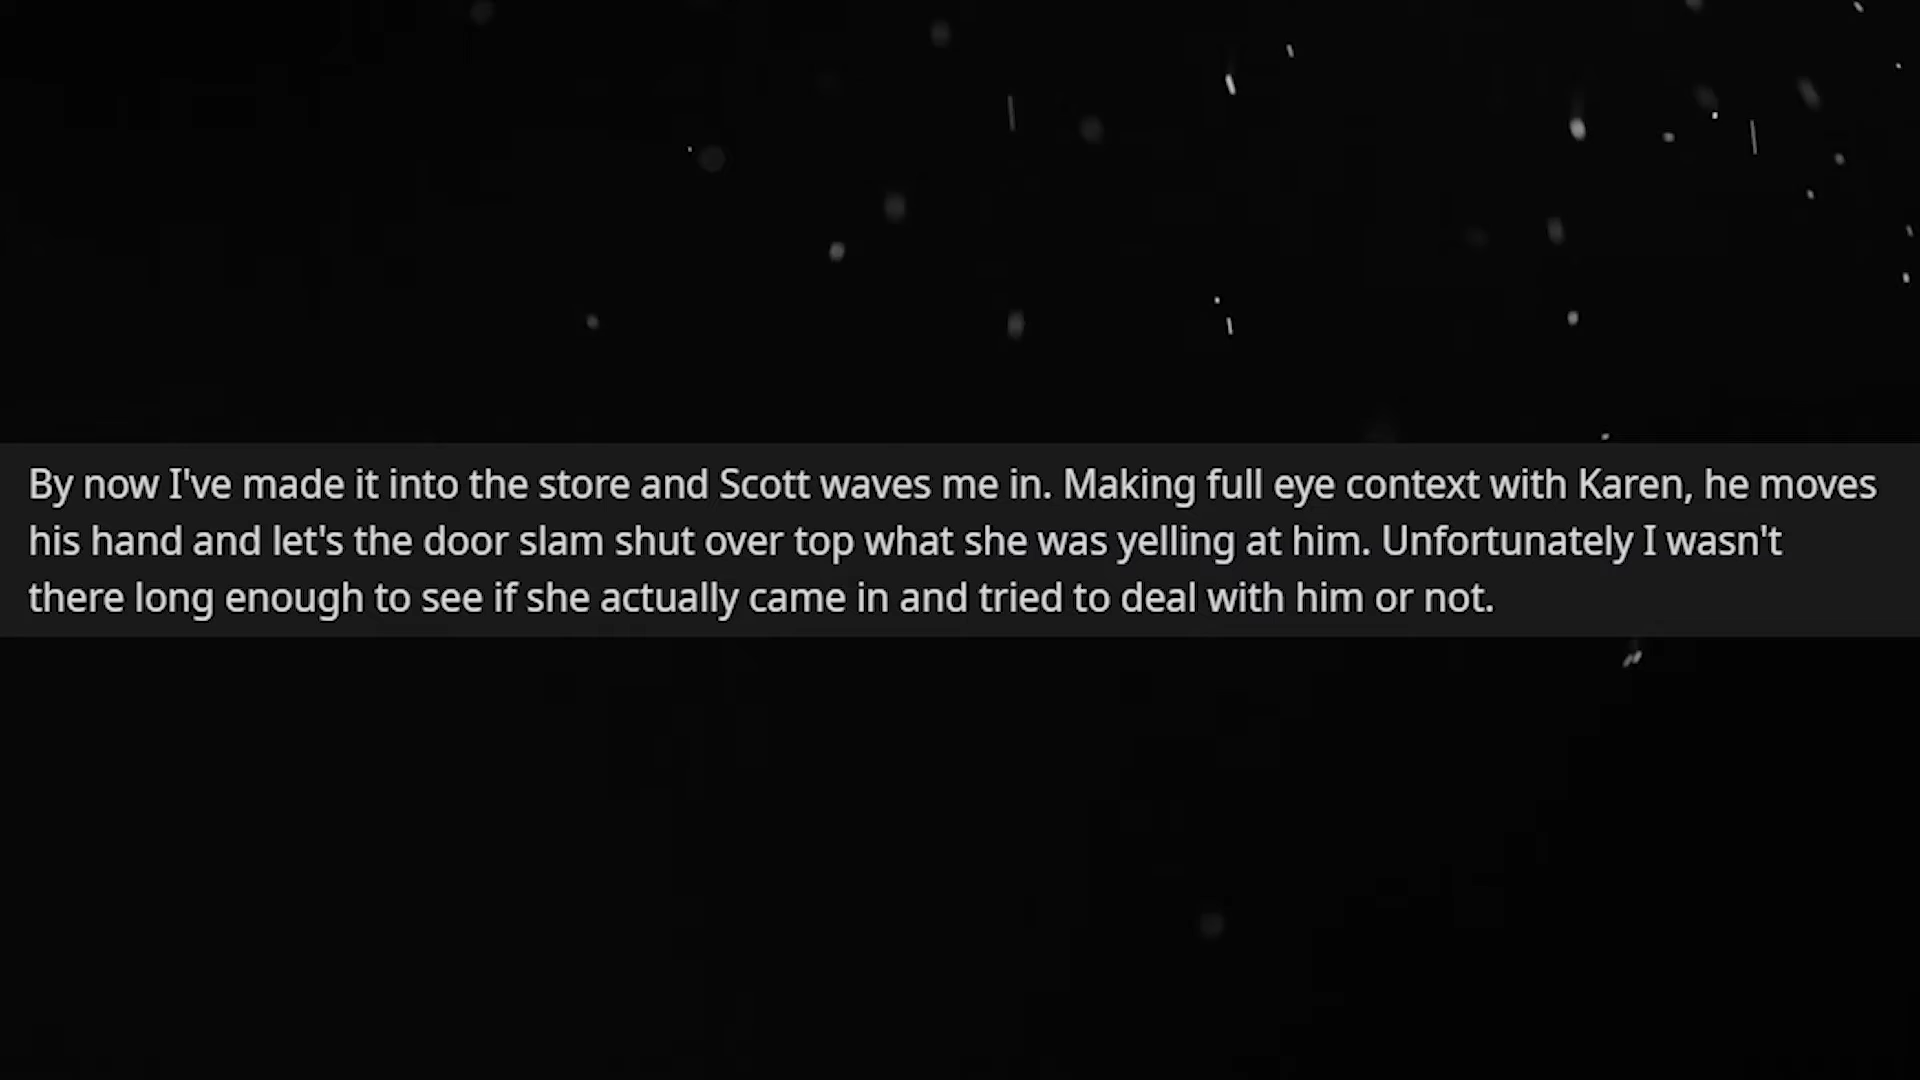 By now I've made it into the store and Scott waves me in. Making full eye context with Karen, he moves
his hand and let's the door slam shut over top what she was yelling at him. Unfortunately I wasn't
there long enough to see if she actually came in and tried to deal with him or not.